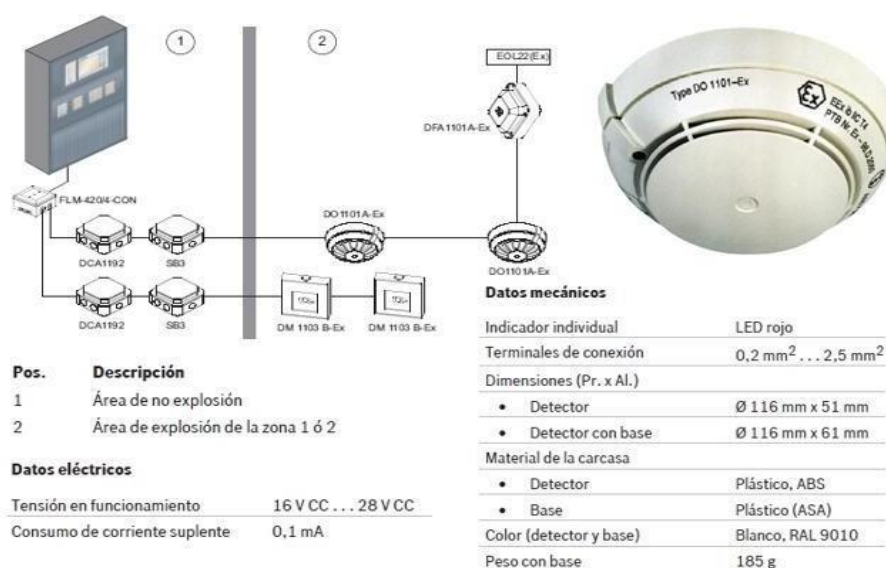 1
2
EOL22(Ex)
DFA1101A-Ex
Type DO 1101-Ex
Ex
EEx ib IIC T4
FLM-420/4-CON
DO1101A-Ex
DCA1192
SB3
DO1101A-Ex
DCA1192
SB3
DM 1103 B-Ex
DM 1103 B-Ex
Pos. Descripción
1 Área de no explosión
2 Área de explosión de la zona 1 ó 2
Datos eléctricos
Tensión en funcionamiento 16 V CC . . . 28 V CC
Consumo de corriente suplente 0,1 mA
Datos mecánicos
Indicador individual LED rojo
Terminales de conexión 0,2 mm² . . . 2,5 mm²
Dimensiones (Pr. x Al.)
• Detector Ø 116 mm x 51 mm
• Detector con base Ø 116 mm x 61 mm
Material de la carcasa
• Detector Plástico, ABS
• Base Plástico (ASA)
Color (detector y base) Blanco, RAL 9010
Peso con base 185 g